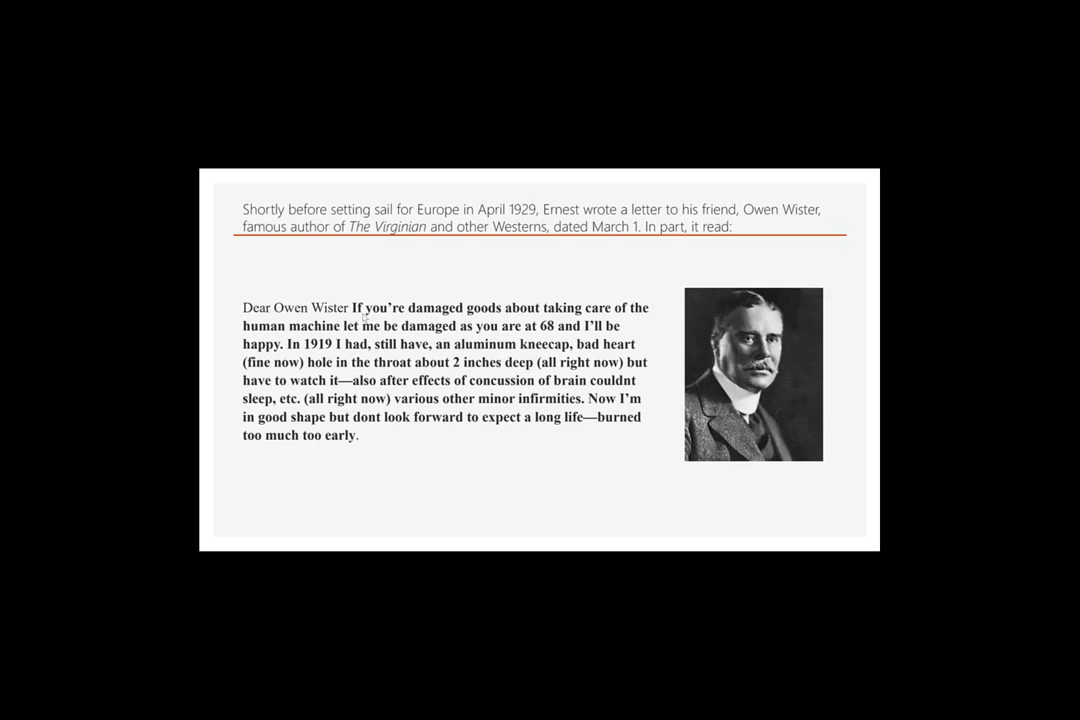 Shortly before setting sail for Europe in April 1929, Ernest wrote a letter to his friend, Owen Wister,
famous author of The Virginian and other Westerns, dated March 1. In part, it read:
Dear Owen Wister If you’re damaged goods about taking care of the
human machine let me be damaged as you are at 68 and I’ll be
happy. In 1919 I had, still have, an aluminum kneecap, bad heart
(fine now) hole in the throat about 2 inches deep (all right now) but
have to watch it—also after effects of concussion of brain couldnt
sleep, etc. (all right now) various other minor infirmities. Now I’m
in good shape but dont look forward to expect a long life—burned
too much too early.